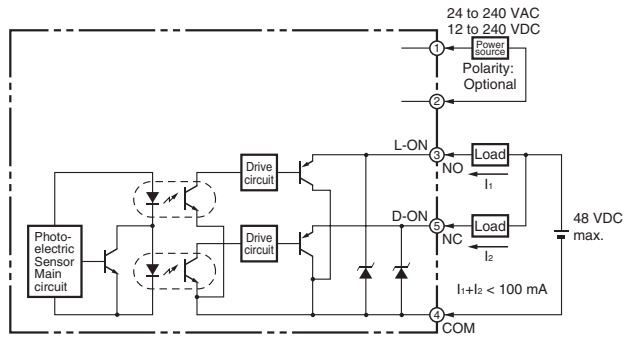 24 to 240 VAC
12 to 240 VDC
1
Power
source
Polarity:
Optional
2
L-ON
3
NO
Load
I1
Drive
circuit
D-ON
5
NC
Load
I2
Drive
circuit
48 VDC
max.
Photo-
electric
Sensor
Main
circuit
I1+I2 < 100 mA
4
COM